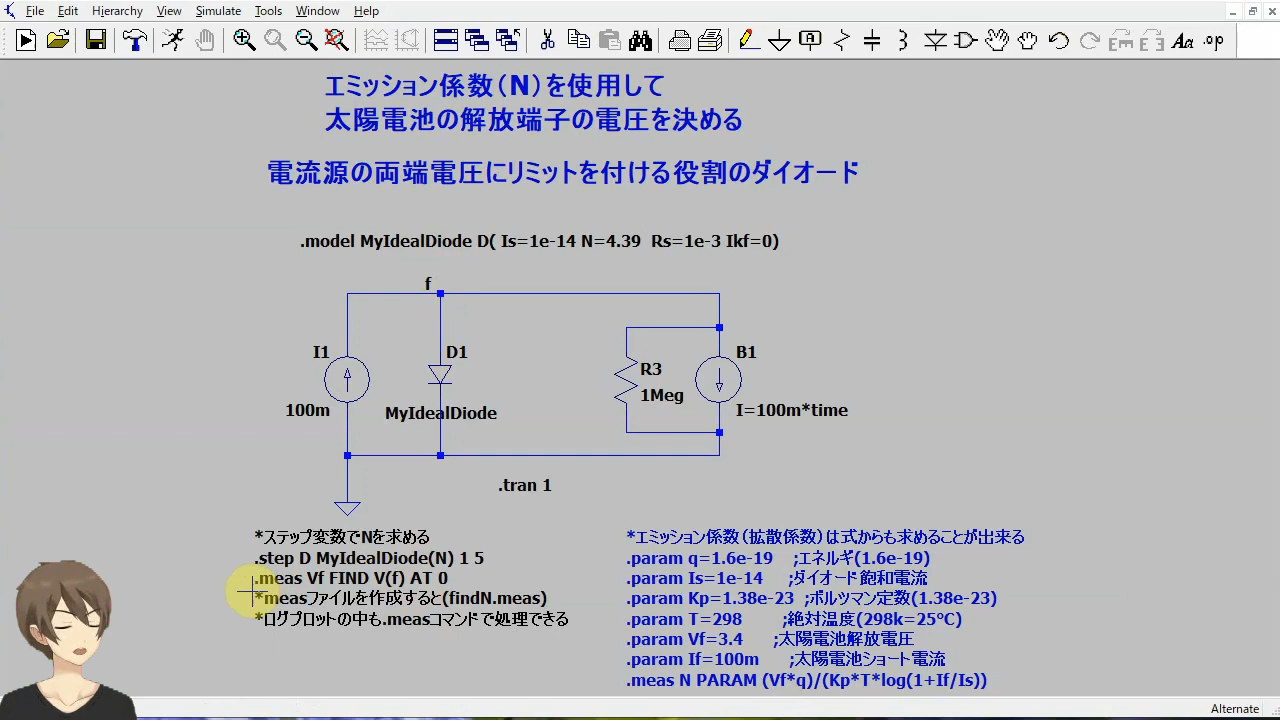 File Edit Hierarchy View Simulate Tools Window Help
.op
エミッション係数（N）を使用して
太陽電池の解放端子の電圧を決める
電流源の両端電圧にリミットを付ける役割のダイオード
.model MyIdealDiode D( Is=1e-14 N=4.39  Rs=1e-3 Ikf=0)
f
I1
D1
B1
R3
1Meg
100m
MyIdealDiode
I=100m*time
.tran 1
*ステップ変数でNを求める
.step D MyIdealDiode(N) 1 5
.meas Vf FIND V(f) AT 0
*measファイルを作成すると(findN.meas)
*ログプロットの中も.measコマンドで処理できる
*エミッション係数（拡散係数）は式からも求めることが出来る
.param q=1.6e-19 ;エネルギ(1.6e-19)
.param Is=1e-14 ;ダイオード飽和電流
.param Kp=1.38e-23 ;ボルツマン定数(1.38e-23)
.param T=298 ;絶対温度(298k=25℃)
.param Vf=3.4 ;太陽電池解放電圧
.param If=100m ;太陽電池ショート電流
.meas N PARAM (Vf*q)/(Kp*T*log(1+If/Is))
Alternate